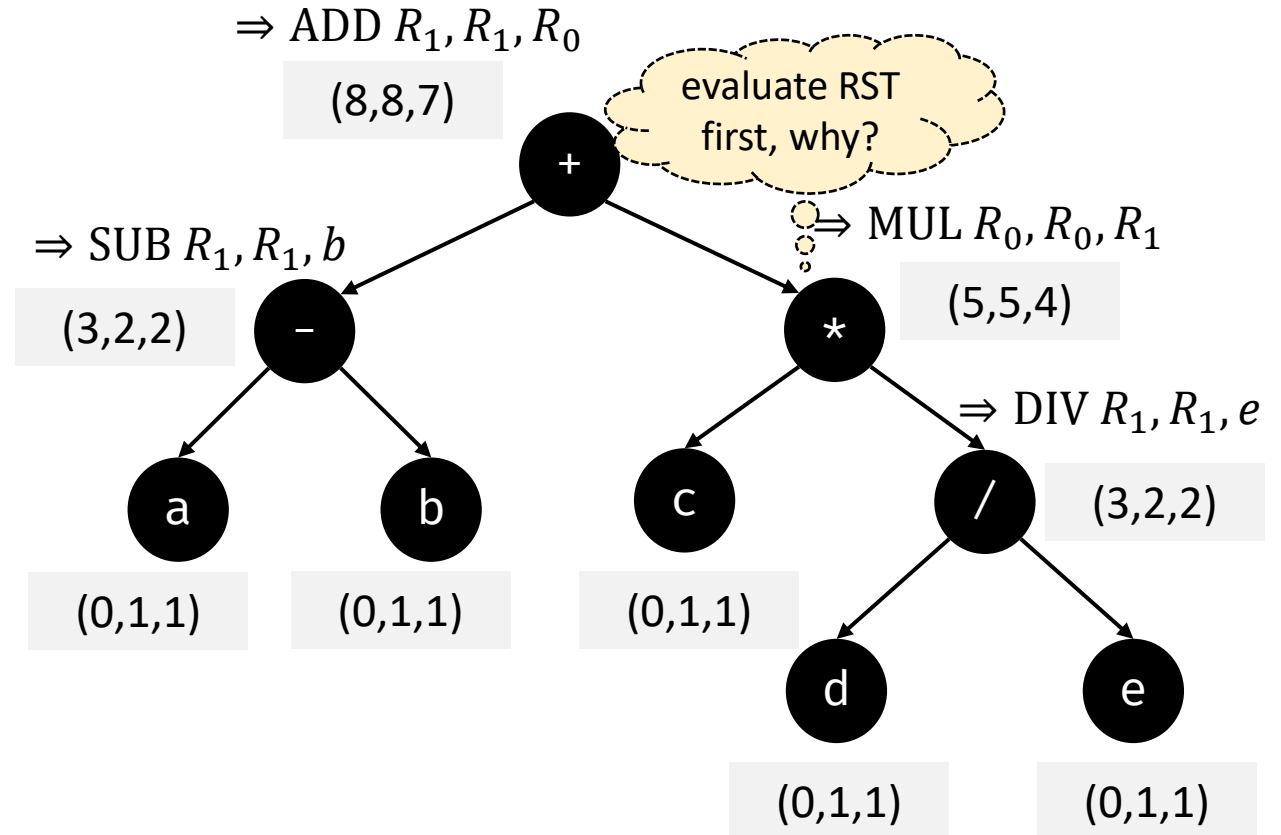 ⇒ ADD R₁, R₁, R₀
(8,8,7)
evaluate RST
first, why?
+
⇒ SUB R₁, R₁, b
⇒ MUL R₀, R₀, R₁
(3,2,2)
−
*
(5,5,4)
⇒ DIV R₁, R₁, e
a
b
c
/
(3,2,2)
(0,1,1)
(0,1,1)
(0,1,1)
d
e
(0,1,1)
(0,1,1)